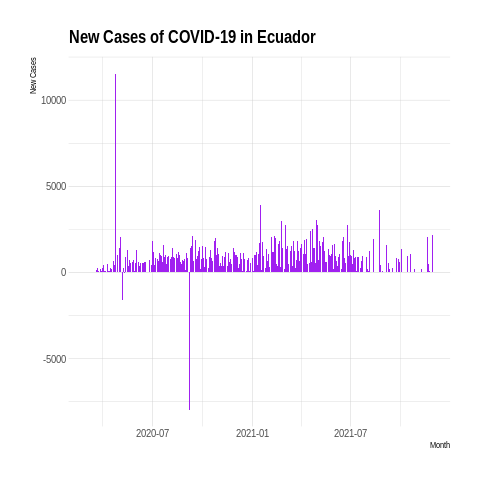 New Cases of COVID-19 in Ecuador
New Cases
10000
5000
0
-5000
2020-07
2021-01
2021-07
Month